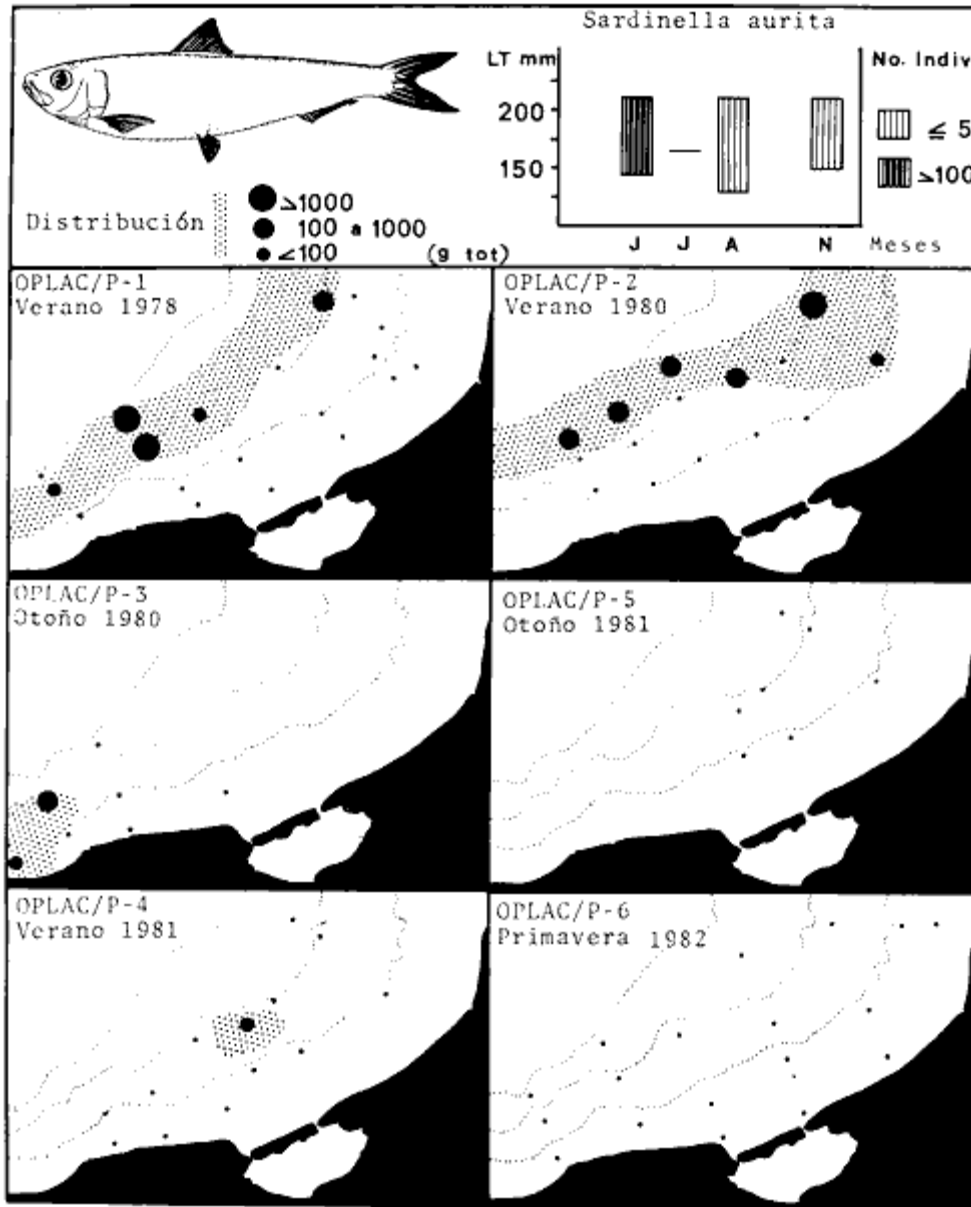 Sardinella aurita
LT mm
200
150
J J A N Meses
No. Indiv
≤ 5
>100
Distribución
>1000
100 a 1000
<100 (g tot)
OPLAC/P-1
Verano 1978
OPLAC/P-2
Verano 1980
OPLAC/P-3
Otoño 1980
OPLAC/P-5
Otoño 1981
OPLAC/P-4
Verano 1981
OPLAC/P-6
Primavera 1982